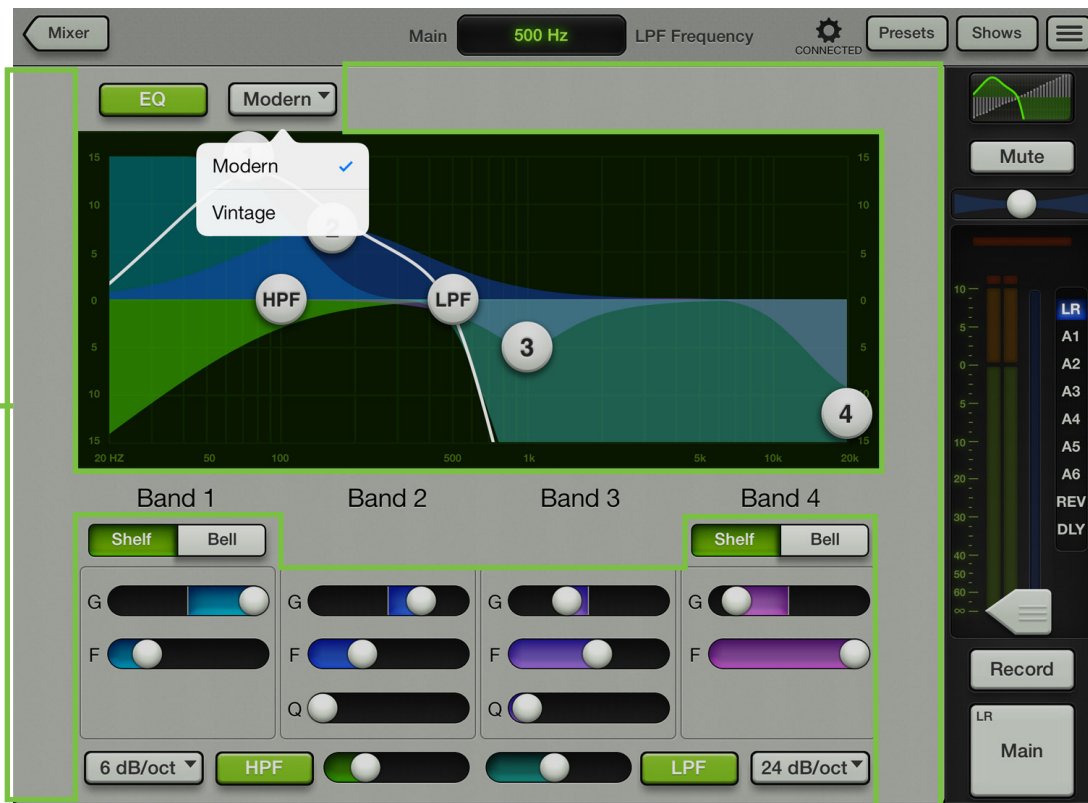 Mixer
Main 500 Hz LPF Frequency
CONNECTED
Presets
Shows
EQ
Modern
Modern
Vintage
Mute
15 15
10 10
5 5
0 0
5 5
10 10
15 15
2
HPF
LPF
3
4
20 HZ 50 100 500 1k 5k 10k 20k
10
5
0
5
10
20
30
40
50
60
∞
LR
A1
A2
A3
A4
A5
A6
REV
DLY
Band 1 Band 2 Band 3 Band 4
Shelf Bell Shelf Bell
G G G G
F F F F
Q Q
6 dB/oct HPF LPF 24 dB/oct
Record
LR
Main